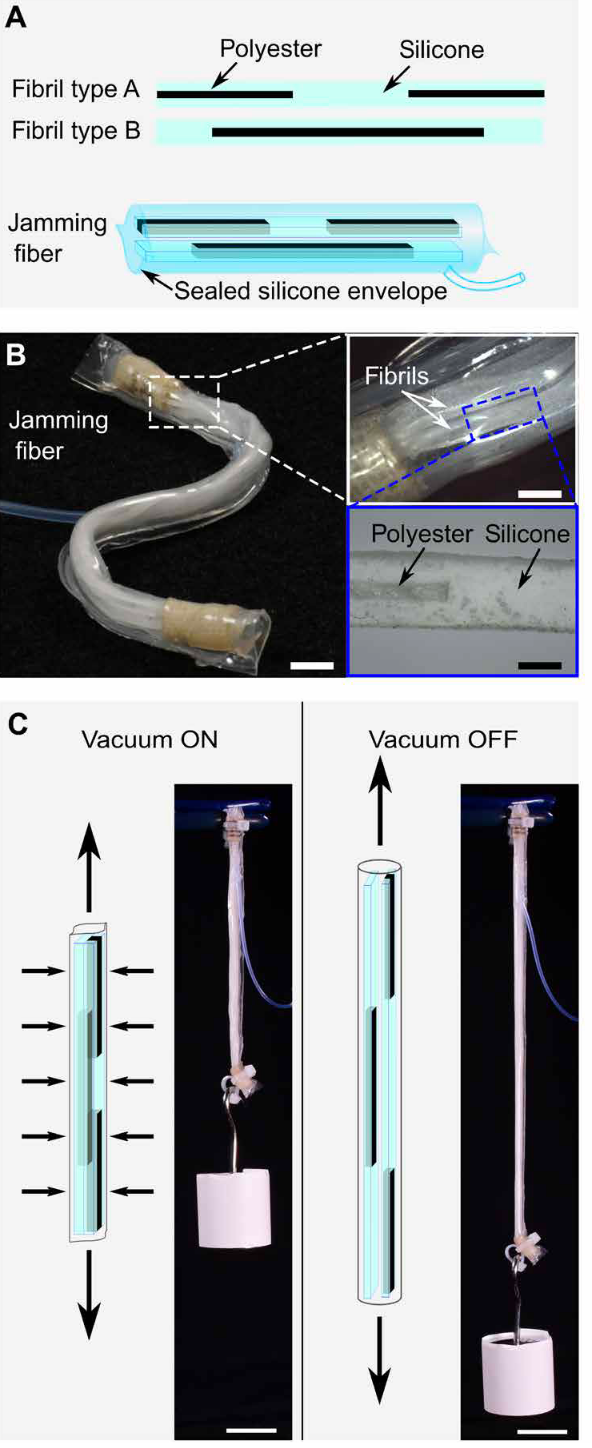 A
Polyester
Silicone
Fibril type A
Fibril type B
Jamming
fiber
Sealed silicone envelope
B
Jamming
fiber
Fibrils
Polyester
Silicone
C
Vacuum ON
Vacuum OFF